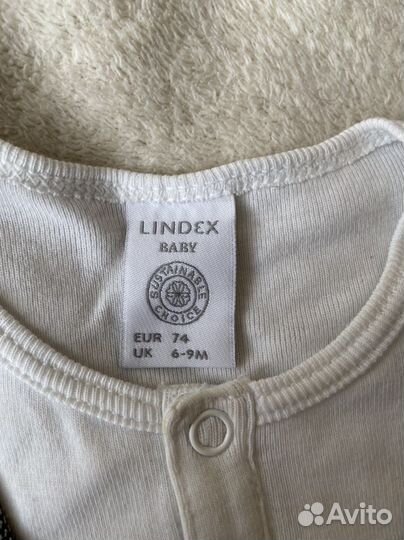 LINDEX
BABY
SUSTAINABLE
CHOICE
EUR 74
UK 6-9M
Avito